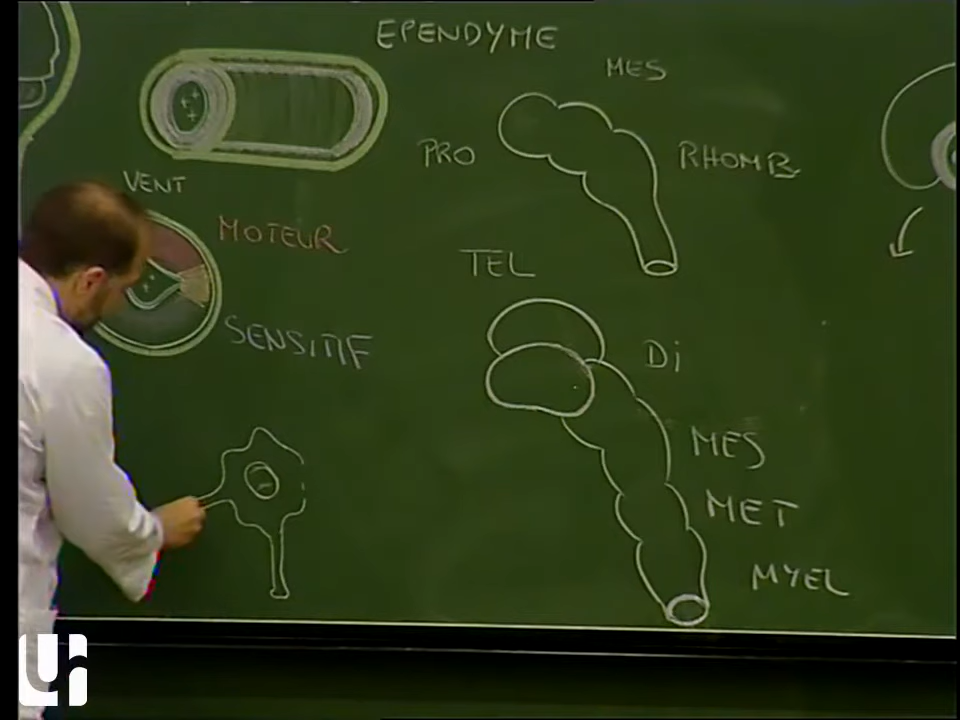 EPENDYME
MES
PRO
RHOMB
VENT
MOTEUR
TEL
SENSITIF
Di
MES
MET
MYEL